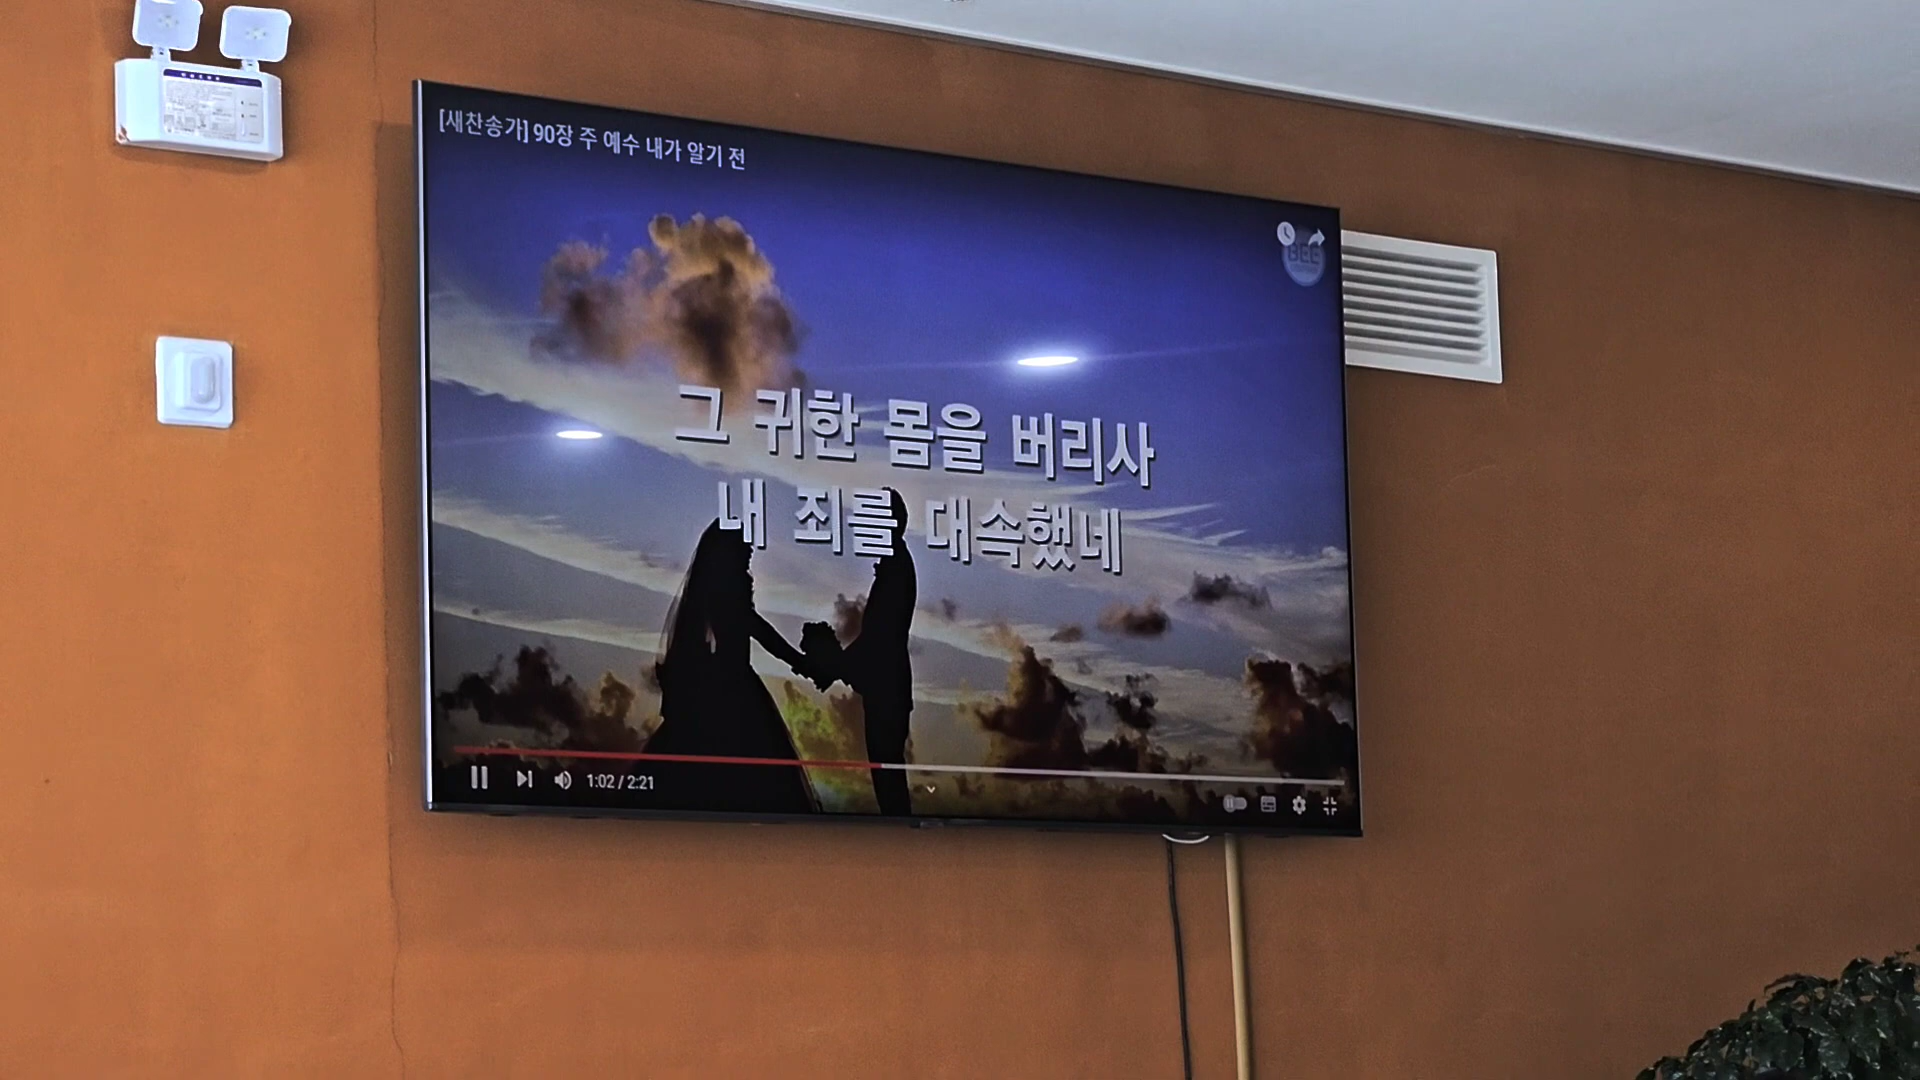 [새찬송가] 90장 주 예수 내가 알기 전
BEE
그 귀한 몸을 버리사
내 죄를 대속했네
1:02 / 2:21